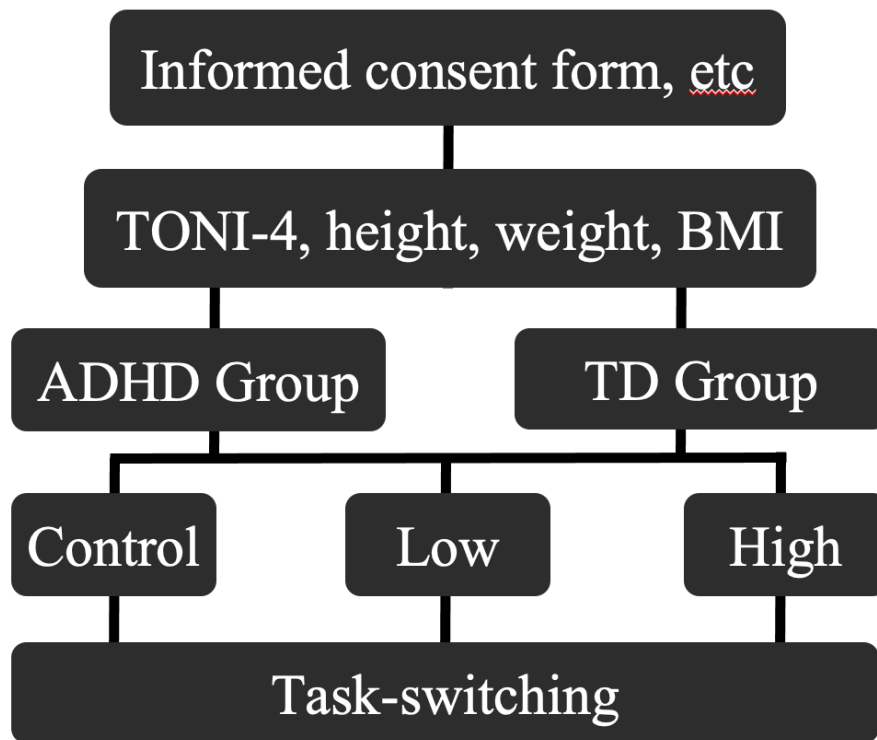 Informed consent form, etc
TONI-4, height, weight, BMI
ADHD Group
TD Group
Control
Low
High
Task-switching